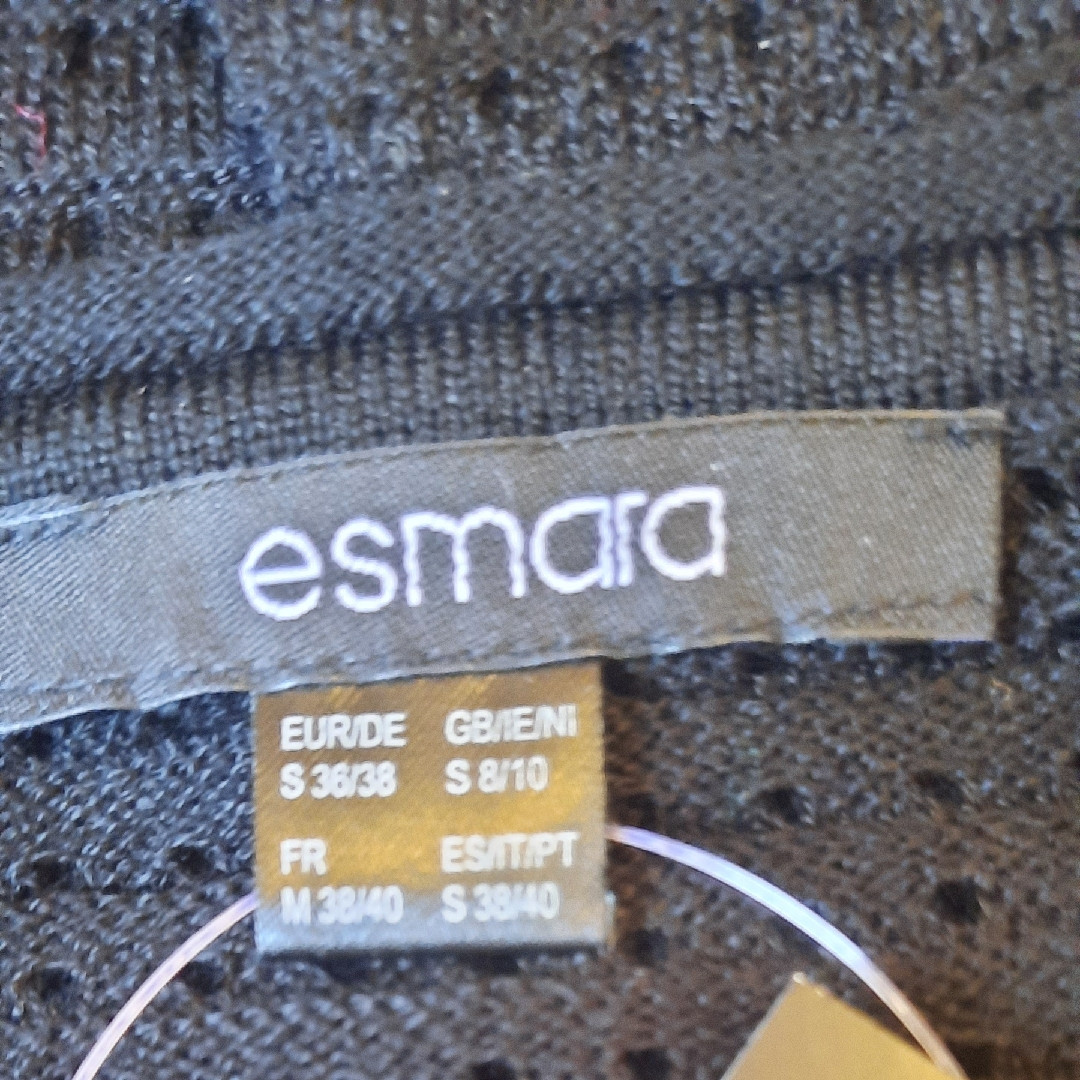 esmara
EUR/DE GB/IE/NI
S 36/38 S 8/10
FR ES/IT/PT
M 38/40 S 38/40